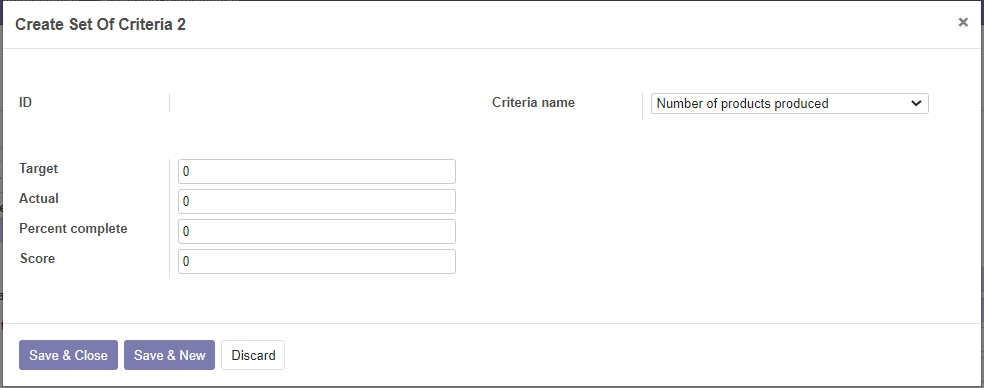 Create Set Of Criteria 2
×
ID
Criteria name
Number of products produced
Target
0
Actual
0
Percent complete
0
Score
0
Save & Close
Save & New
Discard